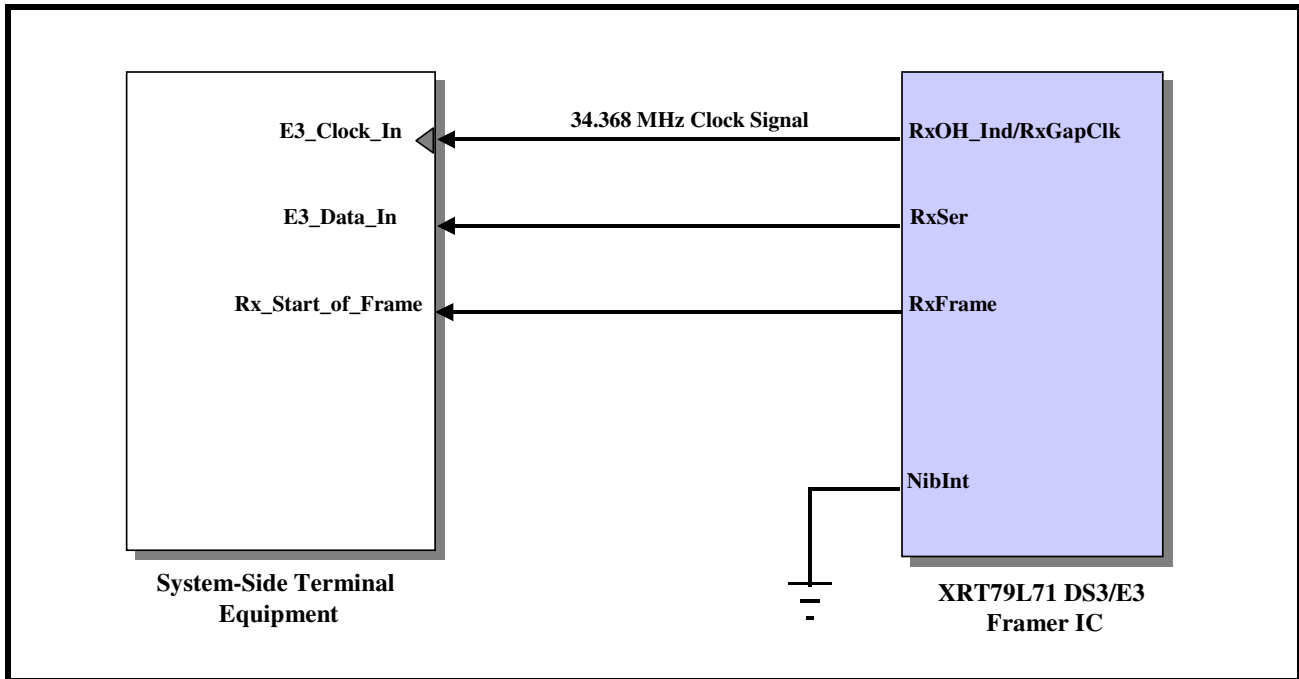 34.368 MHz Clock Signal
E3_Clock_In
RxOH_Ind/RxGapClk
E3_Data_In
RxSer
Rx_Start_of_Frame
RxFrame
NibInt
System-Side Terminal
Equipment
XRT79L71 DS3/E3
Framer IC